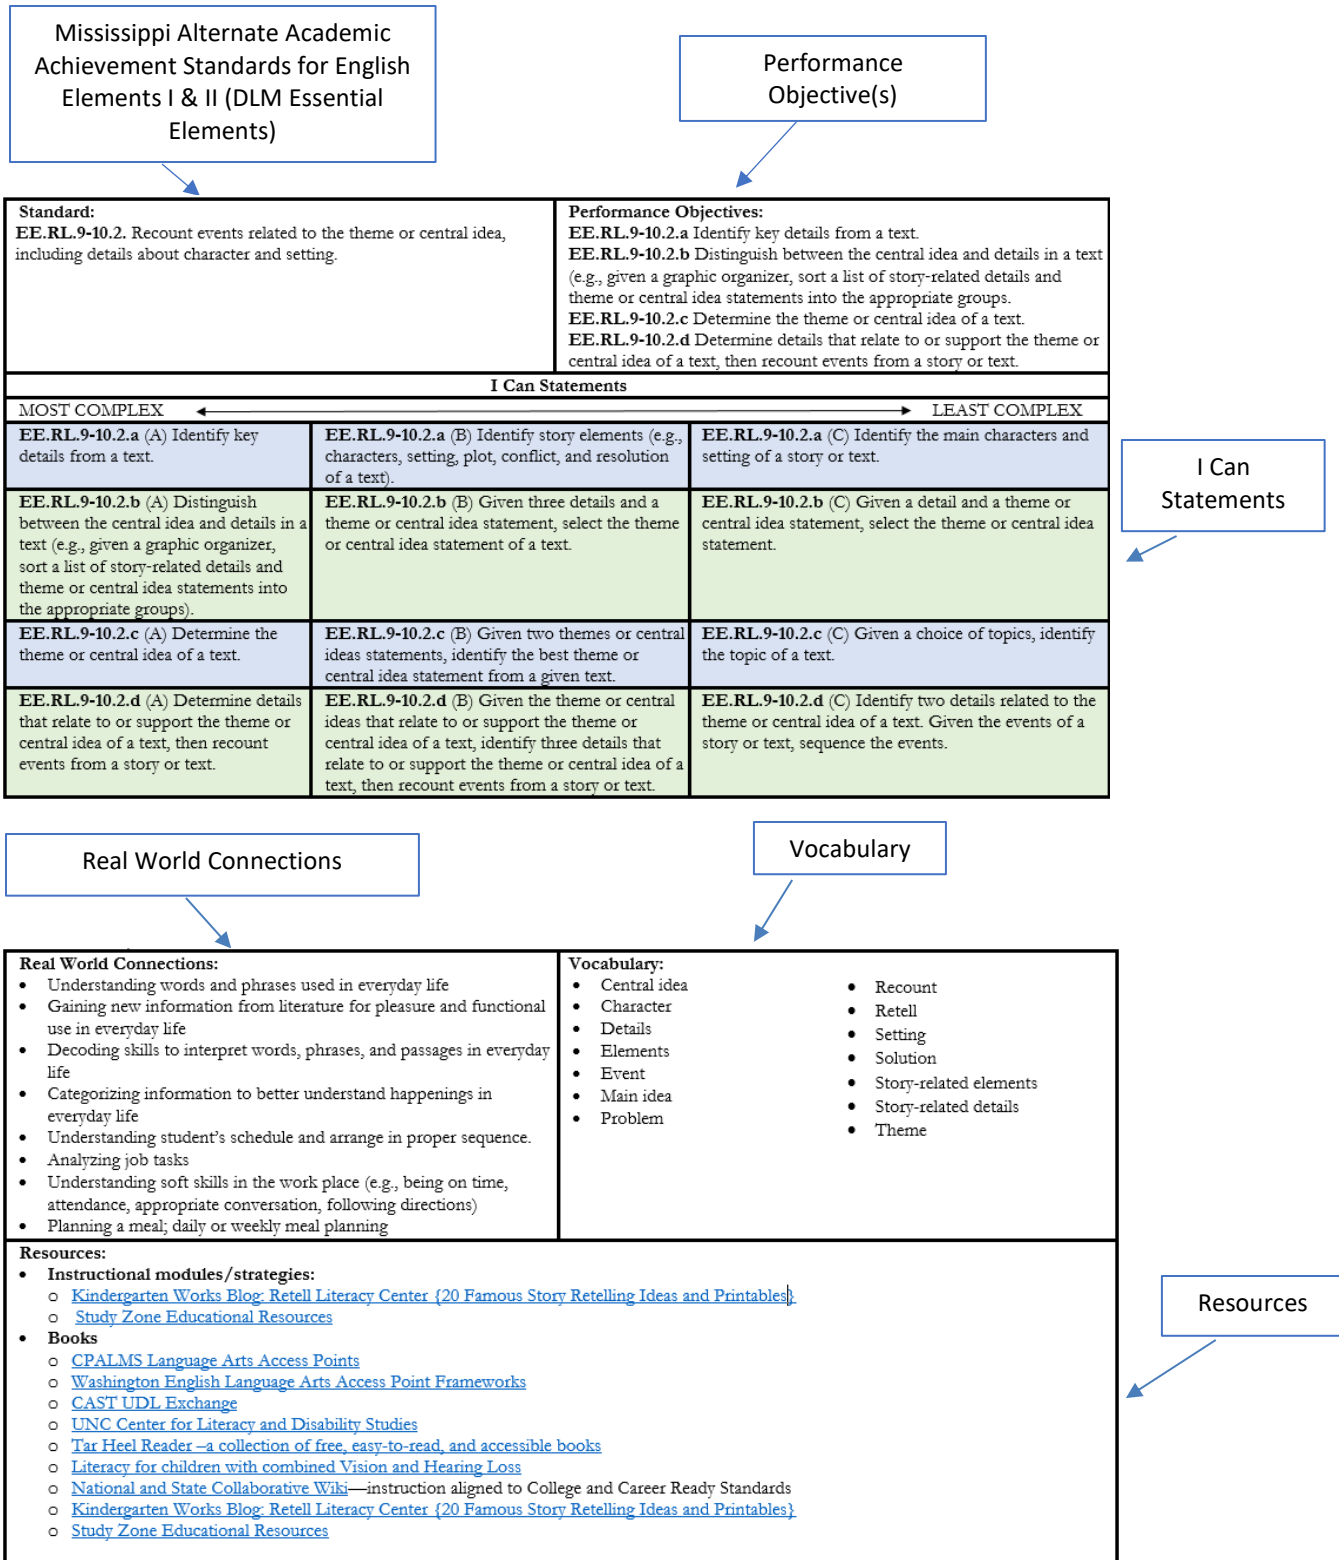 Mississippi Alternate Academic
Achievement Standards for English
Elements I & II (DLM Essential
Elements)
Performance
Objective(s)
Standard:
EE.RL.9-10.2. Recount events related to the theme or central idea,
including details about character and setting.
Performance Objectives:
EE.RL.9-10.2.a Identify key details from a text.
EE.RL.9-10.2.b Distinguish between the central idea and details in a text
(e.g., given a graphic organizer, sort a list of story-related details and
theme or central idea statements into the appropriate groups.
EE.RL.9-10.2.c Determine the theme or central idea of a text.
EE.RL.9-10.2.d Determine details that relate to or support the theme or
central idea of a text, then recount events from a story or text.
I Can Statements
MOST COMPLEX
LEAST COMPLEX
EE.RL.9-10.2.a (A) Identify key
details from a text.
EE.RL.9-10.2.a (B) Identify story elements (e.g.,
characters, setting, plot, conflict, and resolution
of a text).
EE.RL.9-10.2.a (C) Identify the main characters and
setting of a story or text.
EE.RL.9-10.2.b (A) Distinguish
between the central idea and details in a
text (e.g., given a graphic organizer,
sort a list of story-related details and
theme or central idea statements into
the appropriate groups).
EE.RL.9-10.2.b (B) Given three details and a
theme or central idea statement, select the theme
or central idea statement of a text.
EE.RL.9-10.2.b (C) Given a detail and a theme or
central idea statement, select the theme or central idea
statement.
EE.RL.9-10.2.c (A) Determine the
theme or central idea of a text.
EE.RL.9-10.2.c (B) Given two themes or central
ideas statements, identify the best theme or
central idea statement from a given text.
EE.RL.9-10.2.c (C) Given a choice of topics, identify
the topic of a text.
EE.RL.9-10.2.d (A) Determine details
that relate to or support the theme or
central idea of a text, then recount
events from a story or text.
EE.RL.9-10.2.d (B) Given the theme or central
ideas that relate to or support the theme or
central idea of a text, identify three details that
relate to or support the theme or central idea of a
text, then recount events from a story or text.
EE.RL.9-10.2.d (C) Identify two details related to the
theme or central idea of a text. Given the events of a
story or text, sequence the events.
I Can
Statements
Real World Connections
Vocabulary
Real World Connections:
• Understanding words and phrases used in everyday life
• Gaining new information from literature for pleasure and functional
use in everyday life
• Decoding skills to interpret words, phrases, and passages in everyday
life
• Categorizing information to better understand happenings in
everyday life
• Understanding student's schedule and arrange in proper sequence.
• Analyzing job tasks
• Understanding soft skills in the work place (e.g., being on time,
attendance, appropriate conversation, following directions)
• Planning a meal; daily or weekly meal planning
Vocabulary:
• Central idea
• Character
• Details
• Elements
• Event
• Main idea
• Problem
• Recount
• Retell
• Setting
• Solution
• Story-related elements
• Story-related details
• Theme
Resources:
• Instructional modules/strategies:
o Kindergarten Works Blog: Retell Literacy Center {20 Famous Story Retelling Ideas and Printables}
o Study Zone Educational Resources
• Books
o CPALMS Language Arts Access Points
o Washington English Language Arts Access Point Frameworks
o CAST UDL Exchange
o UNC Center for Literacy and Disability Studies
o Tar Heel Reader –a collection of free, easy-to-read, and accessible books
o Literacy for children with combined Vision and Hearing Loss
o National and State Collaborative Wiki—instruction aligned to College and Career Ready Standards
o Kindergarten Works Blog: Retell Literacy Center {20 Famous Story Retelling Ideas and Printables}
o Study Zone Educational Resources
Resources